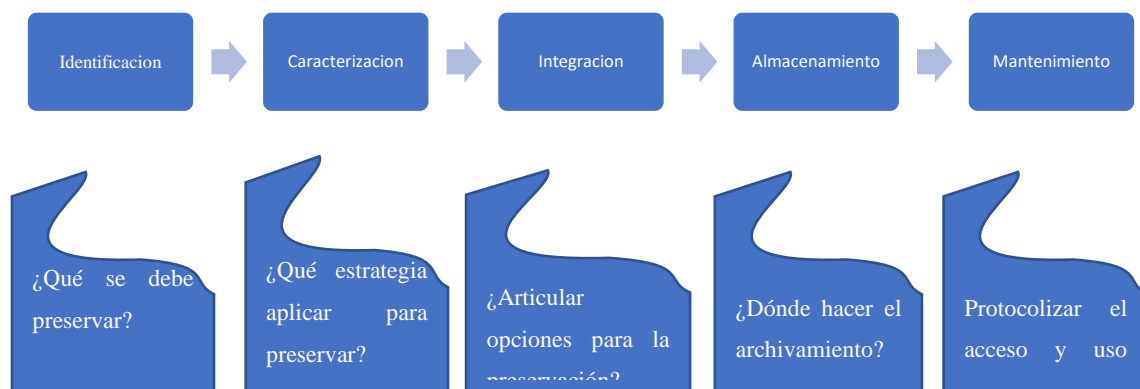 Identificacion
Caracterizacion
Integracion
Almacenamiento
Mantenimiento
¿Qué se debe
preservar?
¿Qué estrategia
aplicar para
preservar?
¿Articular
opciones para la
preservación?
¿Dónde hacer el
archivamiento?
Protocolizar el
acceso y uso